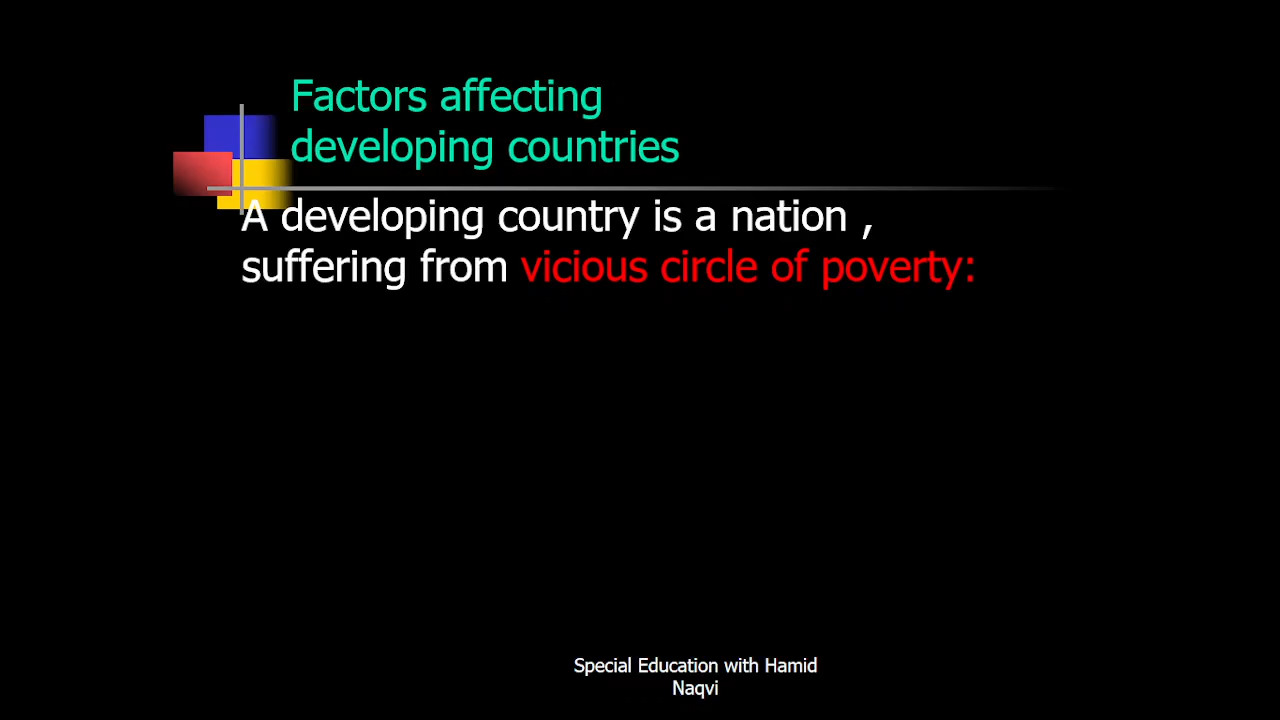 Factors affecting
developing countries
A developing country is a nation ,
suffering from vicious circle of poverty:
Special Education with Hamid
Naqvi